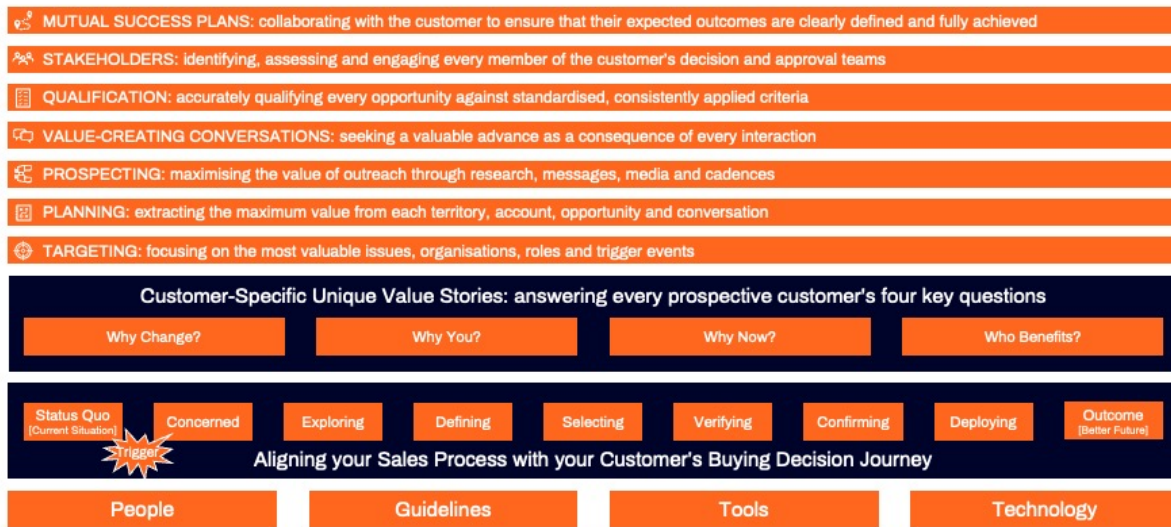 MUTUAL SUCCESS PLANS: collaborating with the customer to ensure that their expected outcomes are clearly defined and fully achieved
STAKEHOLDERS: identifying, assessing and engaging every member of the customer's decision and approval teams
QUALIFICATION: accurately qualifying every opportunity against standardised, consistently applied criteria
VALUE-CREATING CONVERSATIONS: seeking a valuable advance as a consequence of every interaction
PROSPECTING: maximising the value of outreach through research, messages, media and cadences
PLANNING: extracting the maximum value from each territory, account, opportunity and conversation
TARGETING: focusing on the most valuable issues, organisations, roles and trigger events
Customer-Specific Unique Value Stories: answering every prospective customer's four key questions
Why Change?
Why You?
Why Now?
Who Benefits?
Status Quo
[Current Situation]
Trigger
Concerned
Exploring
Defining
Selecting
Verifying
Confirming
Deploying
Outcome
[Better Future]
Aligning your Sales Process with your Customer's Buying Decision Journey
People
Guidelines
Tools
Technology